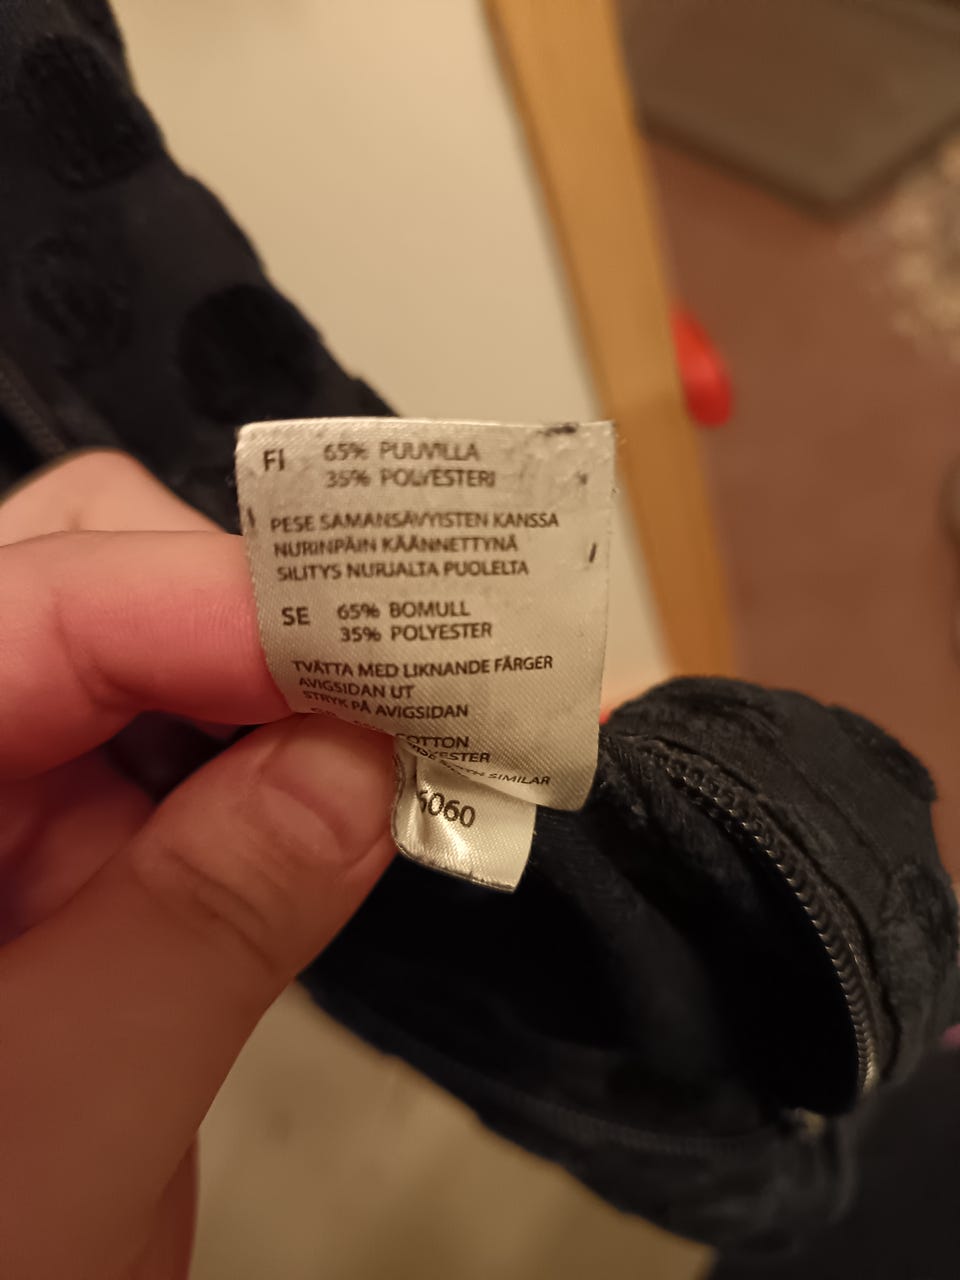 FI 65% PUUVILLA
35% POLYESTERI
PESE SAMANSÄVYISTEN KANSSA
NURINPÄIN KÄÄNNETTYNÄ
SILITYS NURJALTA PUOLELTA
SE 65% BOMULL
35% POLYESTER
TVÄTTA MED LIKNANDE FÄRGER
AVIGSIDAN UT
STRYK PÅ AVIGSIDAN
COTTON
SIMILAR
6060